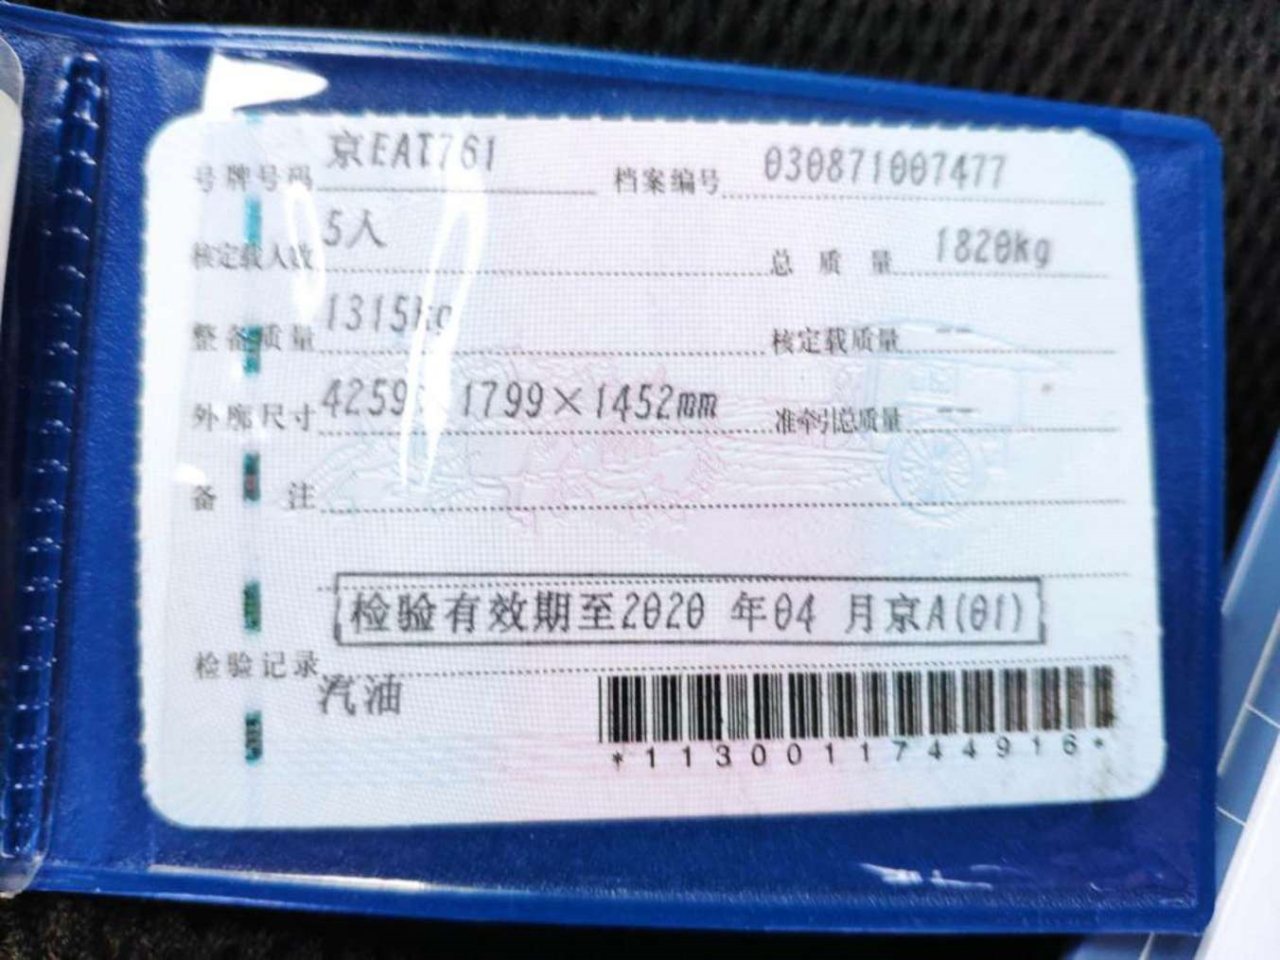 号牌号码 京EAT761 档案编号 030871007477
核定载人数 5人 总质量 1820kg
整备质量 1315kg 核定载质量 --
外廓尺寸 4259× 1799×1452mm 准牵引总质量 --
备注
检验有效期至2020 年04 月京A(01)
检验记录
汽油
*1130011744916*